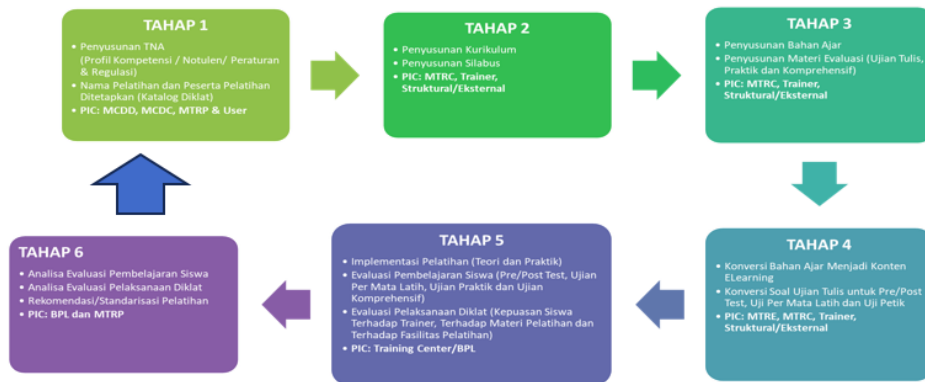 TAHAP 1
• Penyusunan TNA
(Profil Kompetensi / Notulen/ Peraturan
& Regulasi)
• Nama Pelatihan dan Peserta Pelatihan
Ditetapkan (Katalog Diklat)
• PIC: MCDD, MCDC, MTRP & User
TAHAP 2
• Penyusunan Kurikulum
• Penyusunan Silabus
• PIC: MTRC, Trainer,
Struktural/Eksternal
TAHAP 3
• Penyusunan Bahan Ajar
• Penyusunan Materi Evaluasi (Ujian Tulis,
Praktik dan Komprehensif)
• PIC: MTRC, Trainer,
Struktural/Eksternal
TAHAP 4
• Konversi Bahan Ajar Menjadi Konten
ELearning
• Konversi Soal Ujian Tulis untuk Pre/Post
Test, Uji Per Mata Latih dan Uji Petik
• PIC: MTRE, MTRC, Trainer,
Struktural/Eksternal
TAHAP 5
• Implementasi Pelatihan (Teori dan Praktik)
• Evaluasi Pembelajaran Siswa (Pre/Post Test, Ujian
Per Mata Latih, Ujian Praktik dan Ujian
Komprehensif)
• Evaluasi Pelaksanaan Diklat (Kepuasan Siswa
Terhadap Trainer, Terhadap Materi Pelatihan dan
Terhadap Fasilitas Pelatihan)
• PIC: Training Center/BPL
TAHAP 6
• Analisa Evaluasi Pembelajaran Siswa
• Analisa Evaluasi Pelaksanaan Diklat
• Rekomendasi/Standarisasi Pelatihan
• PIC: BPL dan MTRP